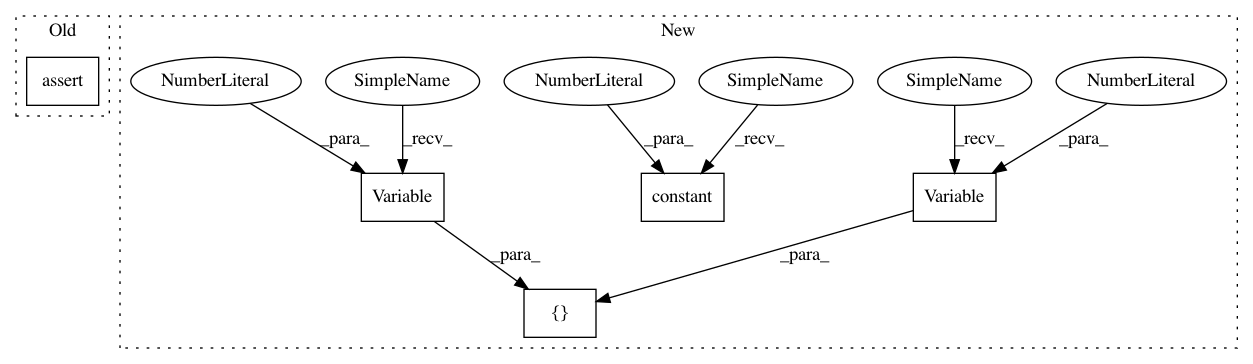 Old
New
assert
NumberLiteral
SimpleName
NumberLiteral
SimpleName
SimpleName
NumberLiteral
_para_
_recv_
_para_
_recv_
_recv_
_para_
Variable
constant
Variable
_para_
_para_
{}